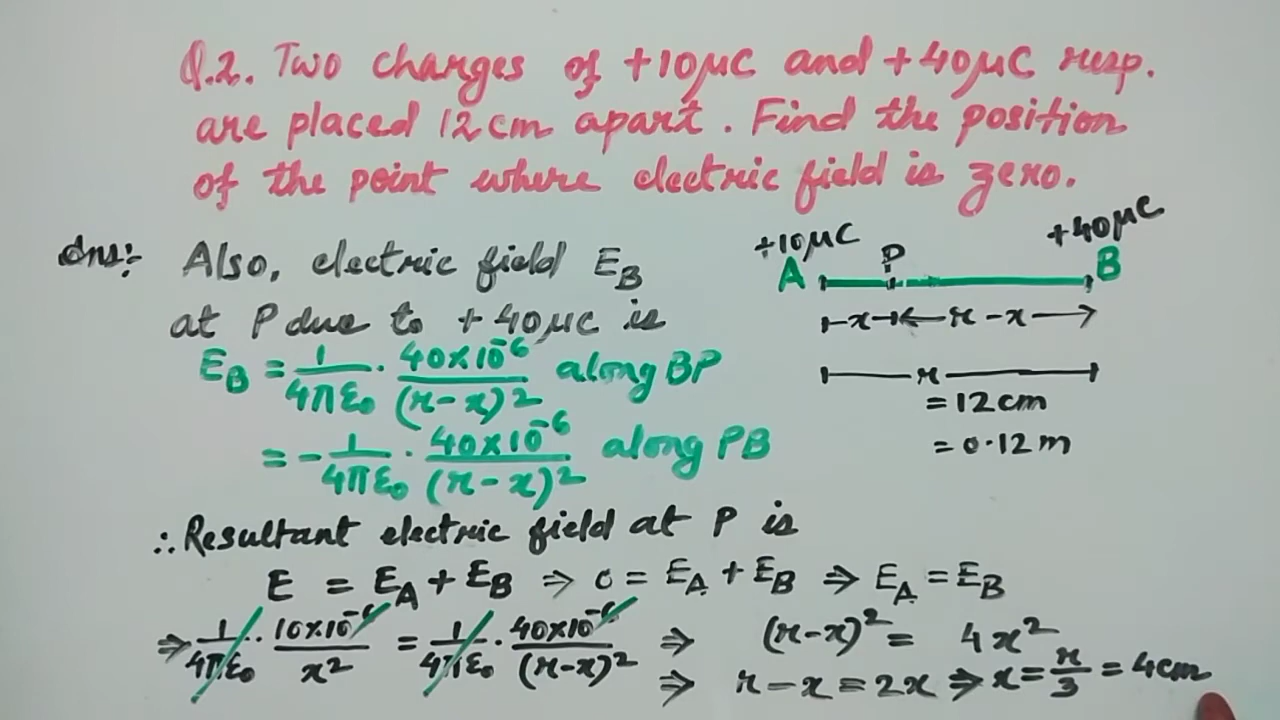 Q.2. Two charges of +10μC and +40μC resp.
are placed 12cm apart. Find the position
of the point where electric field is zero.
Ans:- Also, electric field E_B
at P due to +40μC is
E_B = 1/4πε₀ · 40×10⁻⁶/(r-x)² along BP
= - 1/4πε₀ · 40×10⁻⁶/(r-x)² along PB
+10μC P +40μC
A B
x r-x
r
= 12cm
= 0.12m
∴ Resultant electric field at P is
E = E_A + E_B ⇒ 0 = E_A + E_B ⇒ E_A = E_B
⇒ 1/4πε₀ · 10×10⁻⁶/x² = 1/4πε₀ · 40×10⁻⁶/(r-x)² ⇒ (r-x)² = 4x²
⇒ r-x = 2x ⇒ x = r/3 = 4cm